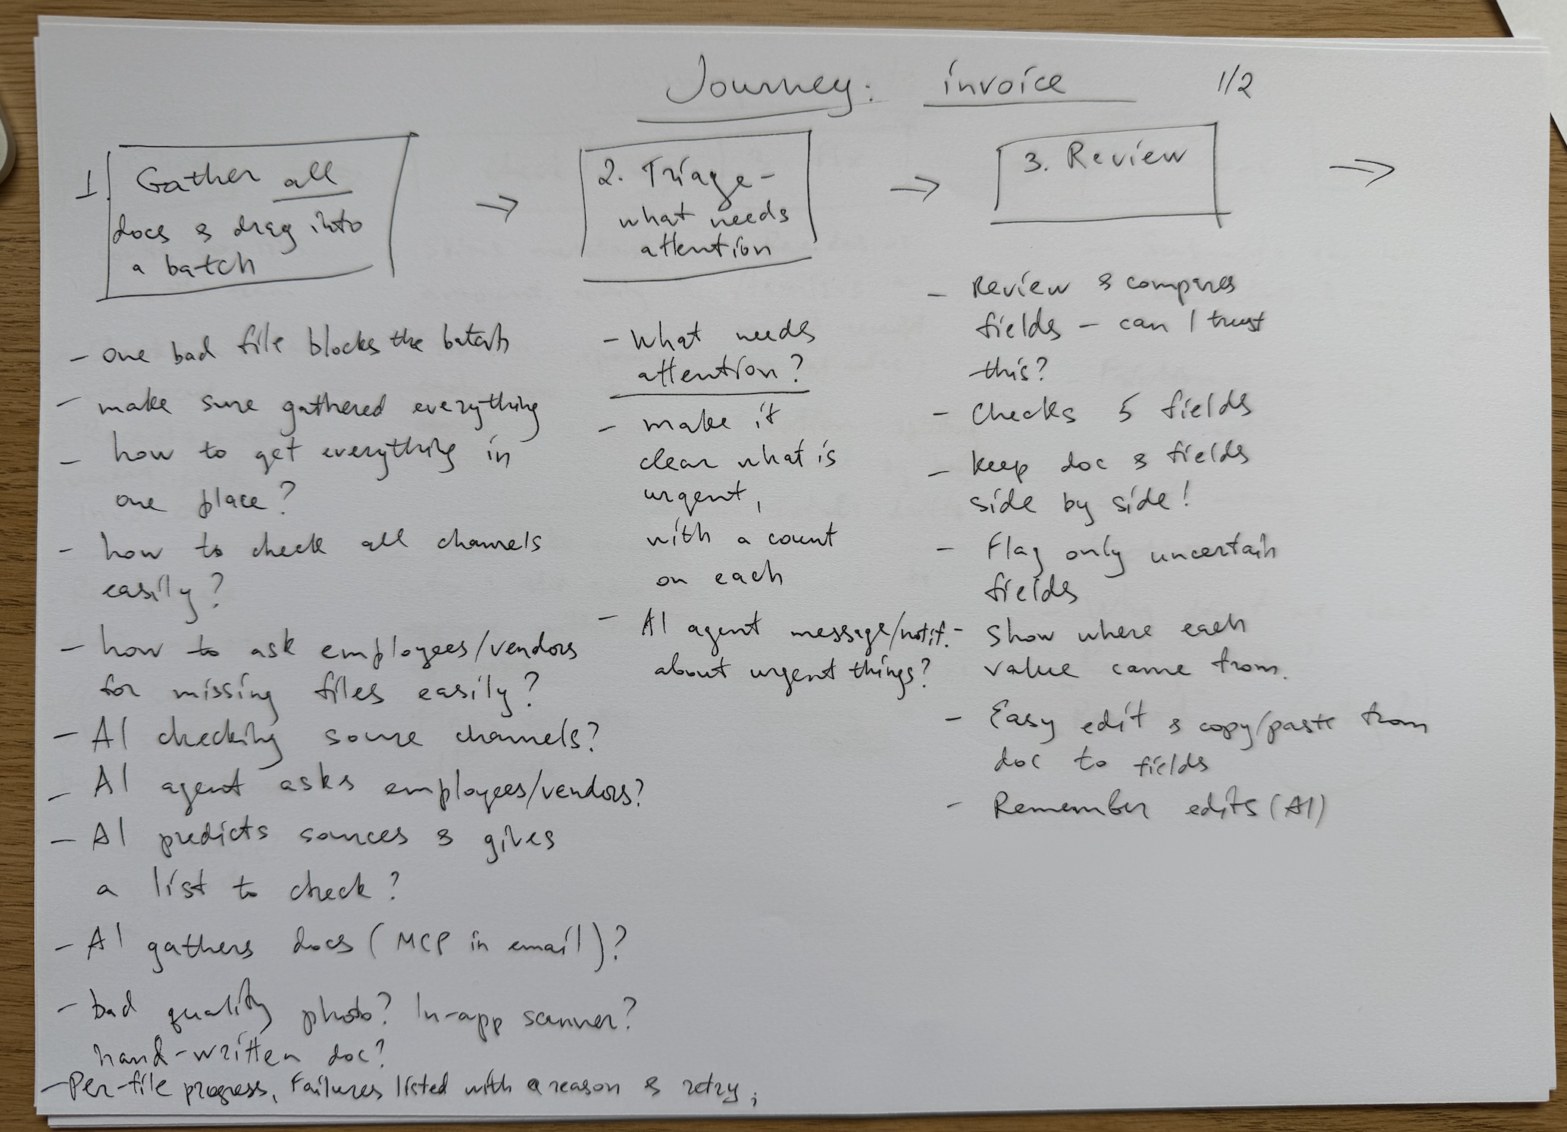 Journey: invoice 1/2
1. Gather all
docs & drag into
a batch
→
2. Triage -
what needs
attention
→
3. Review
→
- one bad file blocks the batch
- make sure gathered everything
- how to get everything in
one place?
- how to check all channels
easily?
- how to ask employees/vendors
for missing files easily?
- AI checking some channels?
- AI agent asks employees/vendors?
- AI predicts sources & gives
a list to check?
- AI gathers docs (MCP in email)?
- bad quality photo? In-app scanner?
hand-written doc?
- Per-file progress, Failures listed with a reason & retry;
- What needs
attention?
- make it
clear what is
urgent,
with a count
on each
- AI agent message/notif.
about urgent things?
- Review & compares
fields - can I trust
this?
- Checks 5 fields
- keep doc & fields
side by side!
- Flag only uncertain
fields
- Show where each
value came from.
- Easy edit & copy/paste from
doc to fields
- Remember edits (AI)